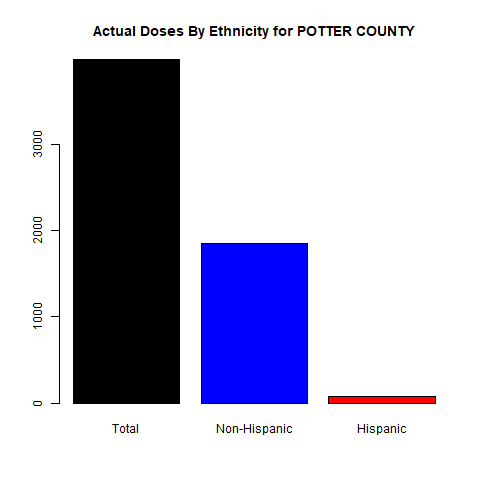 Actual Doses By Ethnicity for POTTER COUNTY
3000
2000
1000
0
Total Non-Hispanic Hispanic